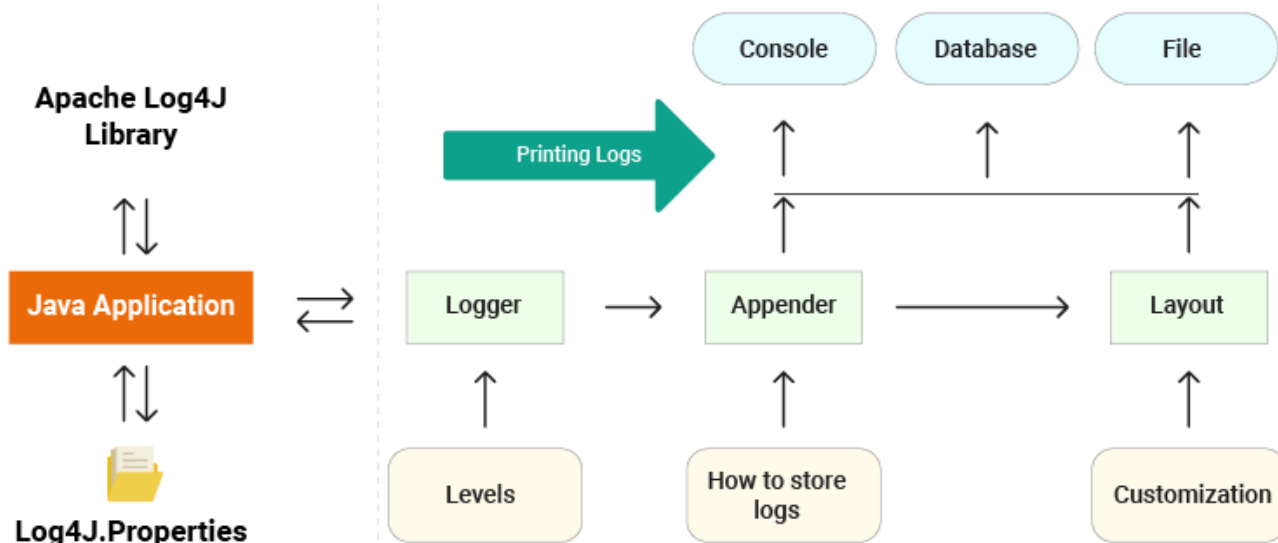 Console
Database
File
Apache Log4J
Library
Printing Logs
Java Application
Logger
Appender
Layout
Levels
How to store
logs
Customization
Log4J.Properties